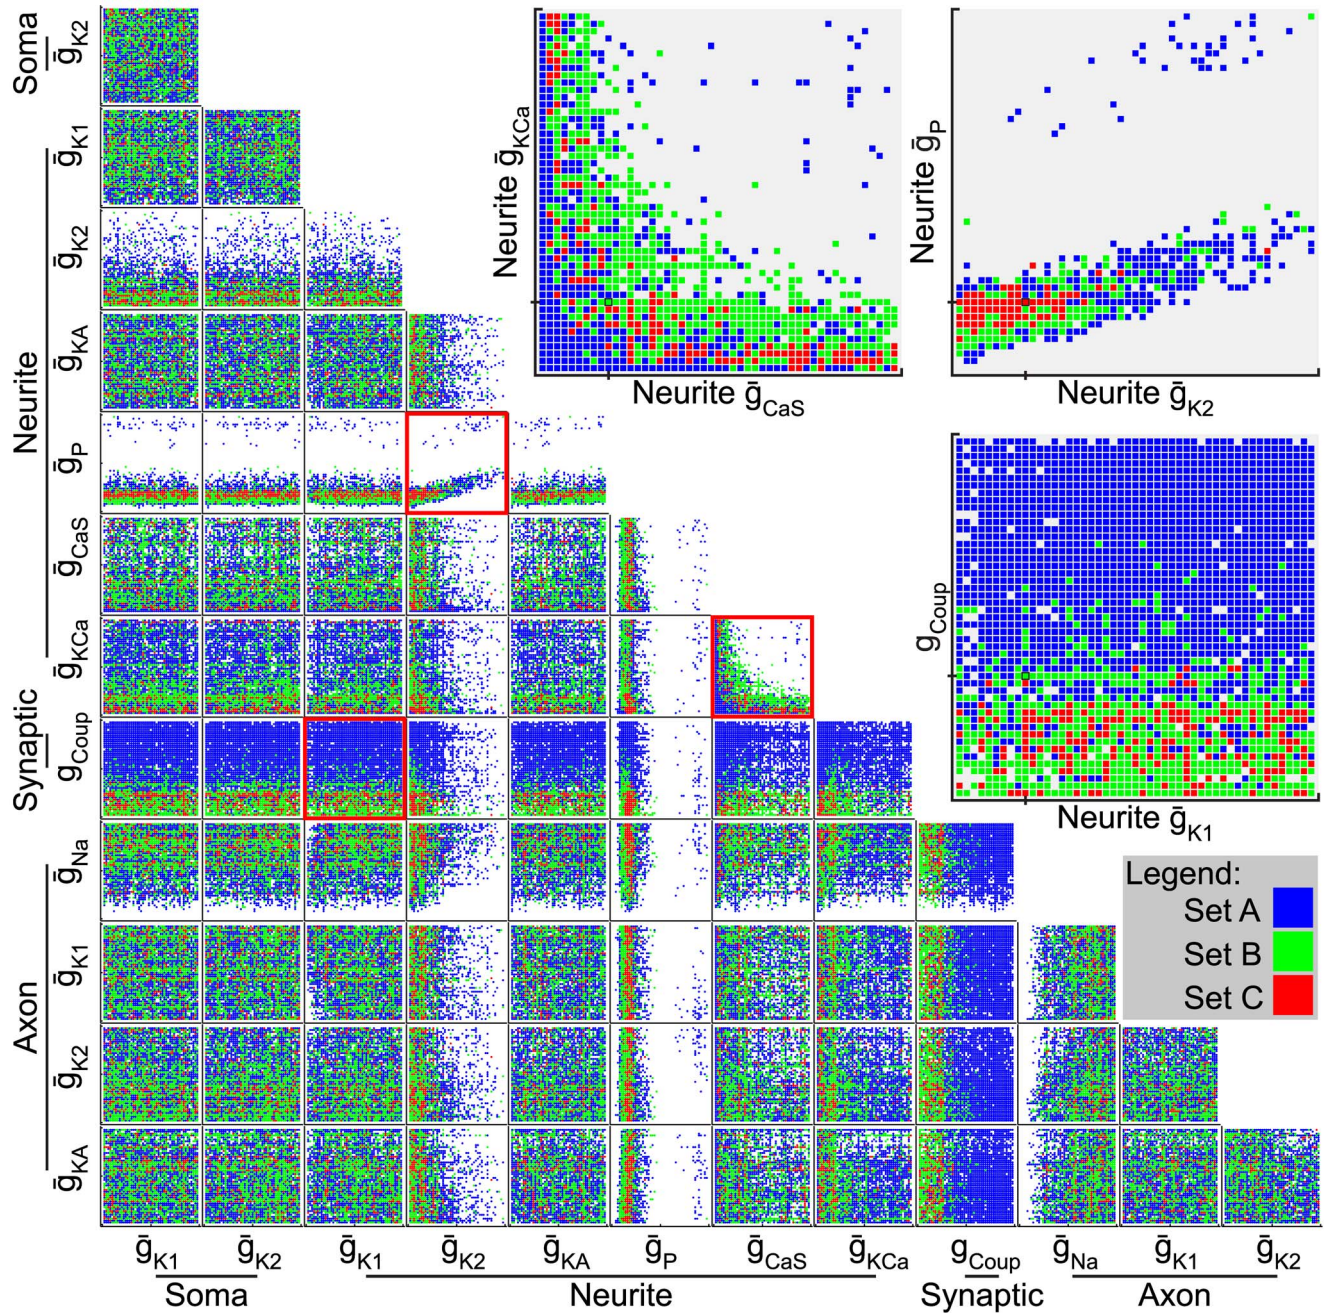 Soma
ḡK2
Neurite
ḡK1
ḡK2
ḡKA
ḡP
ḡCaS
ḡKCa
Synaptic
gCoup
Axon
ḡNa
ḡK1
ḡK2
ḡKA
Neurite ḡKCa
Neurite ḡCaS
Neurite ḡP
Neurite ḡK2
gCoup
Neurite ḡK1
Legend:
Set A
Set B
Set C
ḡK1 ḡK2 ḡK1 ḡK2 ḡKA ḡP ḡCaS ḡKCa gCoup ḡNa ḡK1 ḡK2
Soma Neurite Synaptic Axon